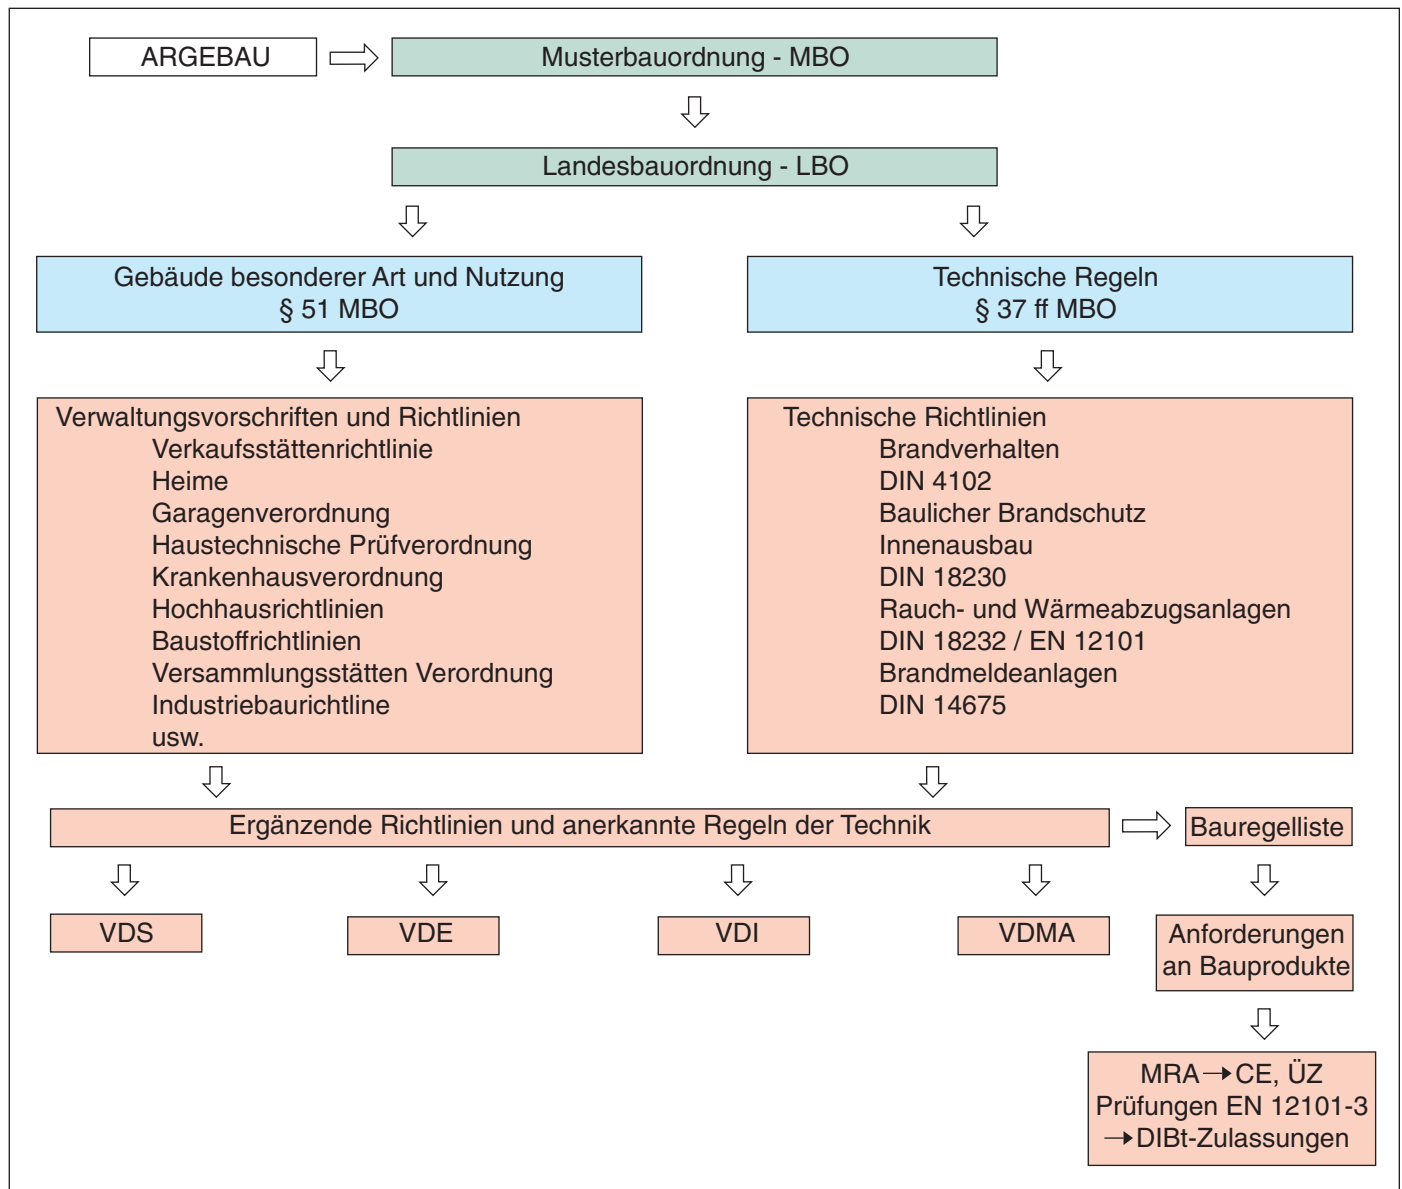 ARGEBAU
Musterbauordnung - MBO
Landesbauordnung - LBO
Gebäude besonderer Art und Nutzung
§ 51 MBO
Technische Regeln
§ 37 ff MBO
Verwaltungsvorschriften und Richtlinien
Verkaufsstättenrichtlinie
Heime
Garagenverordnung
Haustechnische Prüfverordnung
Krankenhausverordnung
Hochhausrichtlinien
Baustoffrichtlinien
Versammlungsstätten Verordnung
Industriebaurichtline
usw.
Technische Richtlinien
Brandverhalten
DIN 4102
Baulicher Brandschutz
Innenausbau
DIN 18230
Rauch- und Wärmeabzugsanlagen
DIN 18232 / EN 12101
Brandmeldeanlagen
DIN 14675
Ergänzende Richtlinien und anerkannte Regeln der Technik
Bauregelliste
VDS
VDE
VDI
VDMA
Anforderungen
an Bauprodukte
MRA→CE, ÜZ
Prüfungen EN 12101-3
→DIBt-Zulassungen